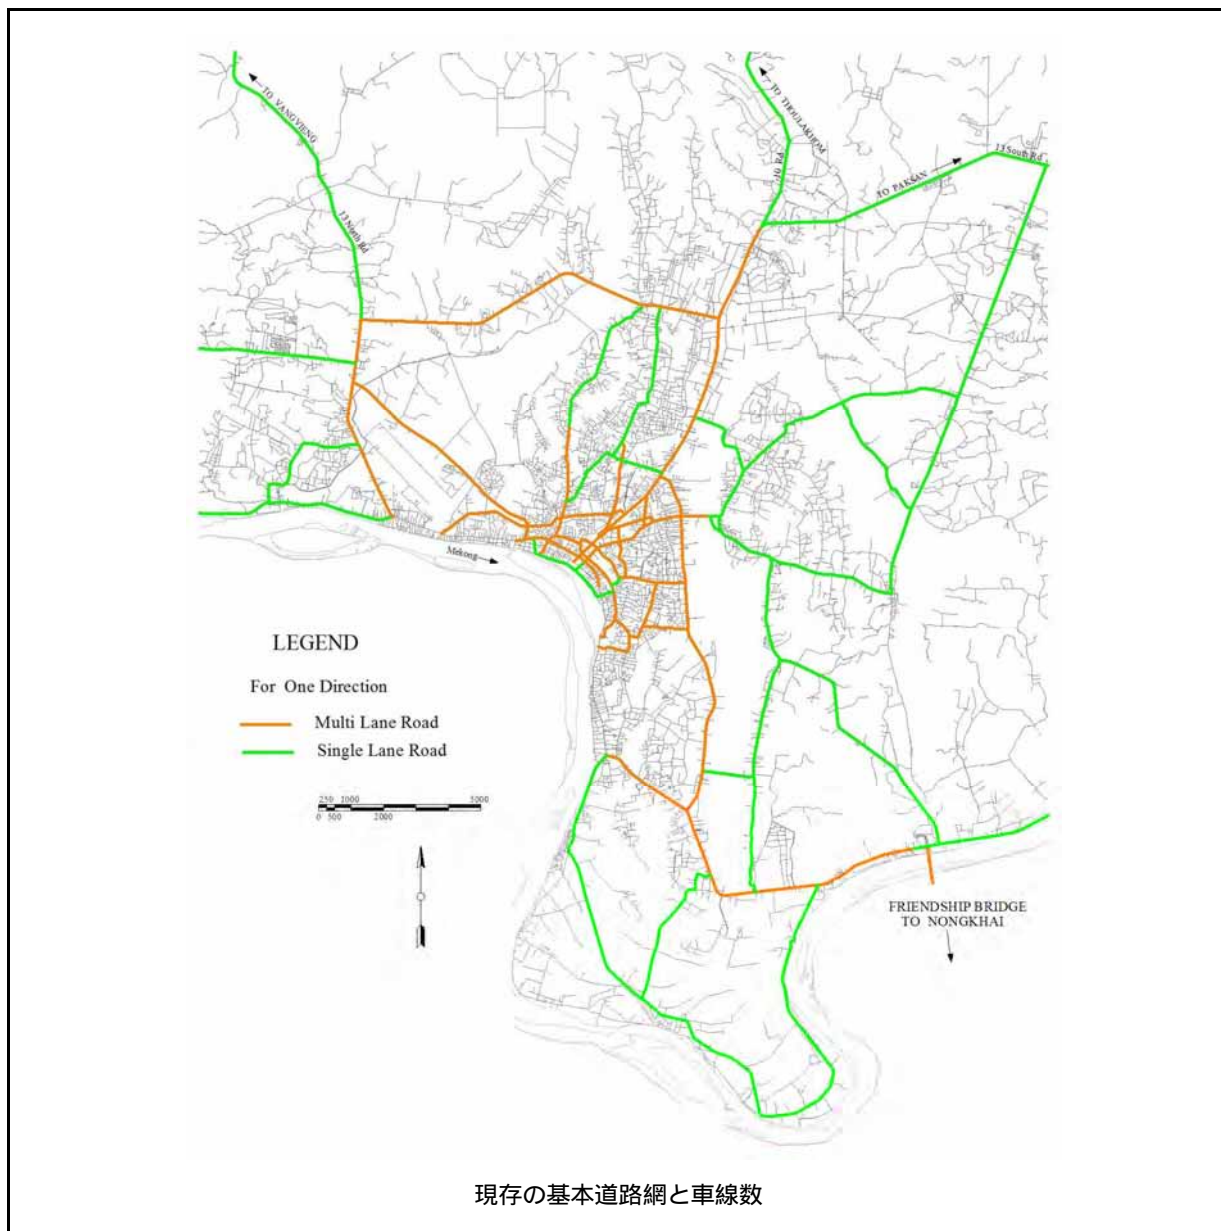 TO VANGVIENG
TO THOULAKHOM
13 South Rd
10 Rd
TO PAKSAN
13 North Rd
Mekong
LEGEND
For One Direction
Multi Lane Road
Single Lane Road
250 1000 5000
0 500 2000
FRIENDSHIP BRIDGE
TO NONGKHAI
現存の基本道路網と車線数